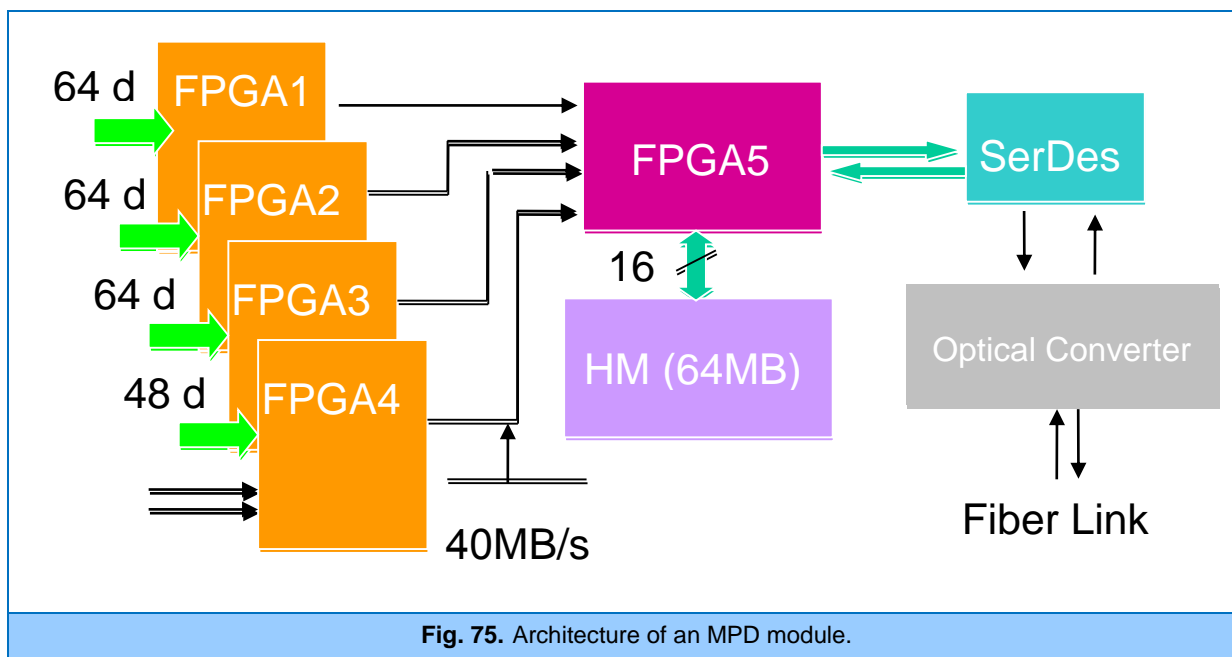 64 d
FPGA1
64 d
FPGA2
64 d
FPGA3
48 d
FPGA4
40MB/s
FPGA5
16
HM (64MB)
SerDes
Optical Converter
Fiber Link
Fig. 75. Architecture of an MPD module.